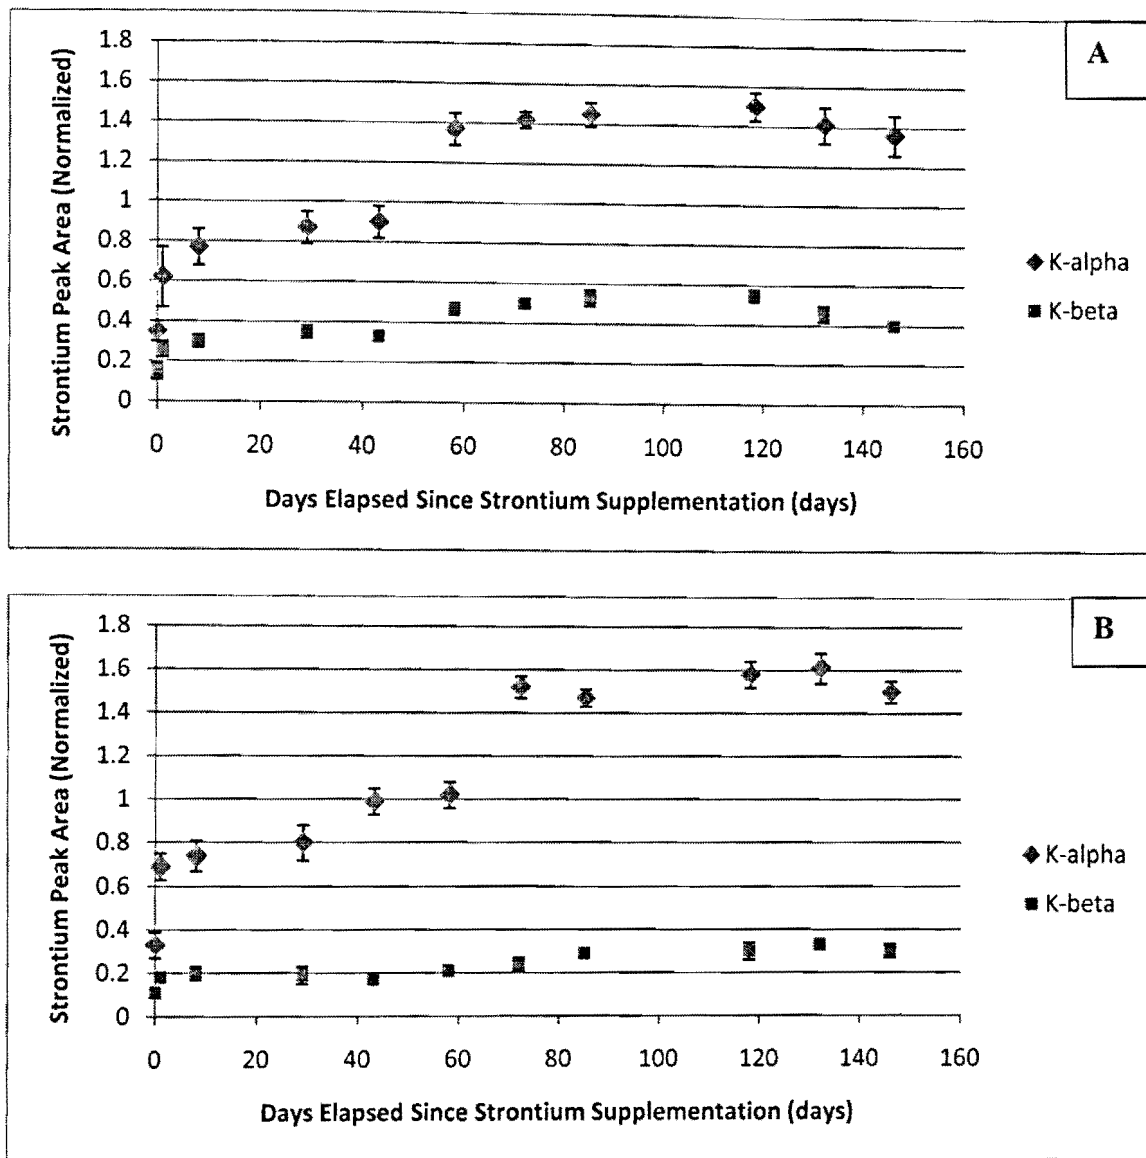 A
Strontium Peak Area (Normalized)
1.8
1.6
1.4
1.2
1
0.8
0.6
0.4
0.2
0
0 20 40 60 80 100 120 140 160
Days Elapsed Since Strontium Supplementation (days)
K-alpha
K-beta
B
Strontium Peak Area (Normalized)
1.8
1.6
1.4
1.2
1
0.8
0.6
0.4
0.2
0
0 20 40 60 80 100 120 140 160
Days Elapsed Since Strontium Supplementation (days)
K-alpha
K-beta